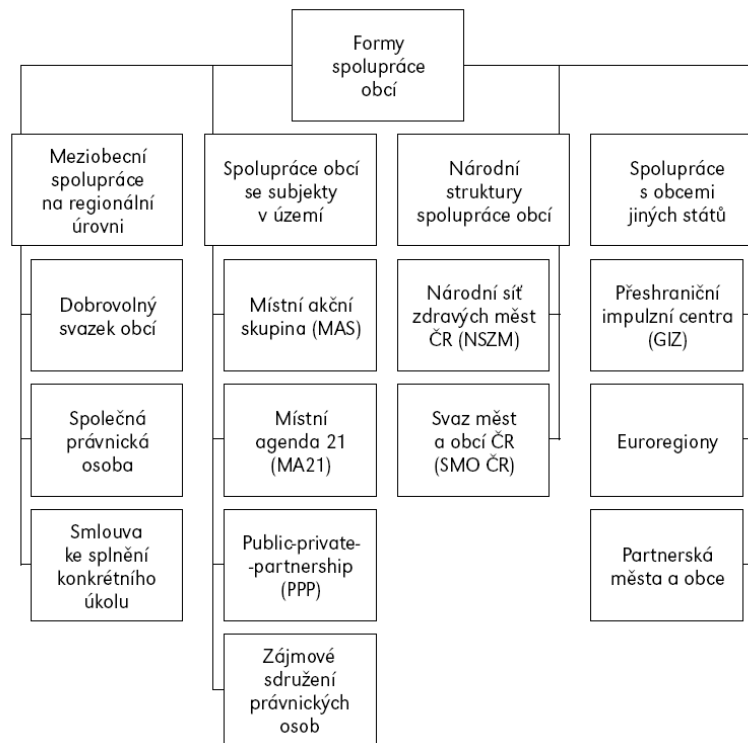 Formy
spolupráce
obcí
Meziobecní
spolupráce
na regionální
úrovni
Dobrovolný
svazek obcí
Společná
právnická
osoba
Smlouva
ke splnění
konkrétního
úkolu
Spolupráce obcí
se subjekty
v území
Místní akční
skupina (MAS)
Místní
agenda 21
(MA21)
Public-private-
-partnership
(PPP)
Zájmové
sdružení
právnických
osob
Národní
struktury
spolupráce obcí
Národní síť
zdravých měst
ČR (NSZM)
Svaz měst
a obcí ČR
(SMO ČR)
Spolupráce
s obcemi
jiných států
Přeshraniční
impulzní centra
(GIZ)
Euroregiony
Partnerská
města a obce